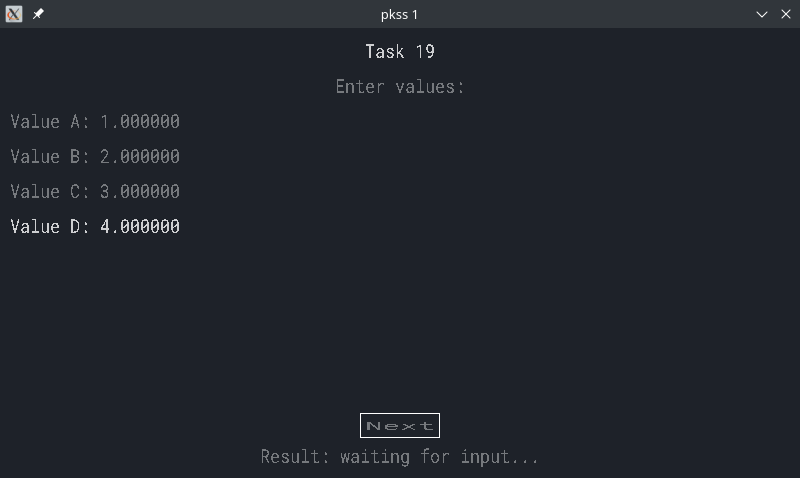 pkss 1
Task 19
Enter values:
Value A: 1.000000
Value B: 2.000000
Value C: 3.000000
Value D: 4.000000
Next
Result: waiting for input...